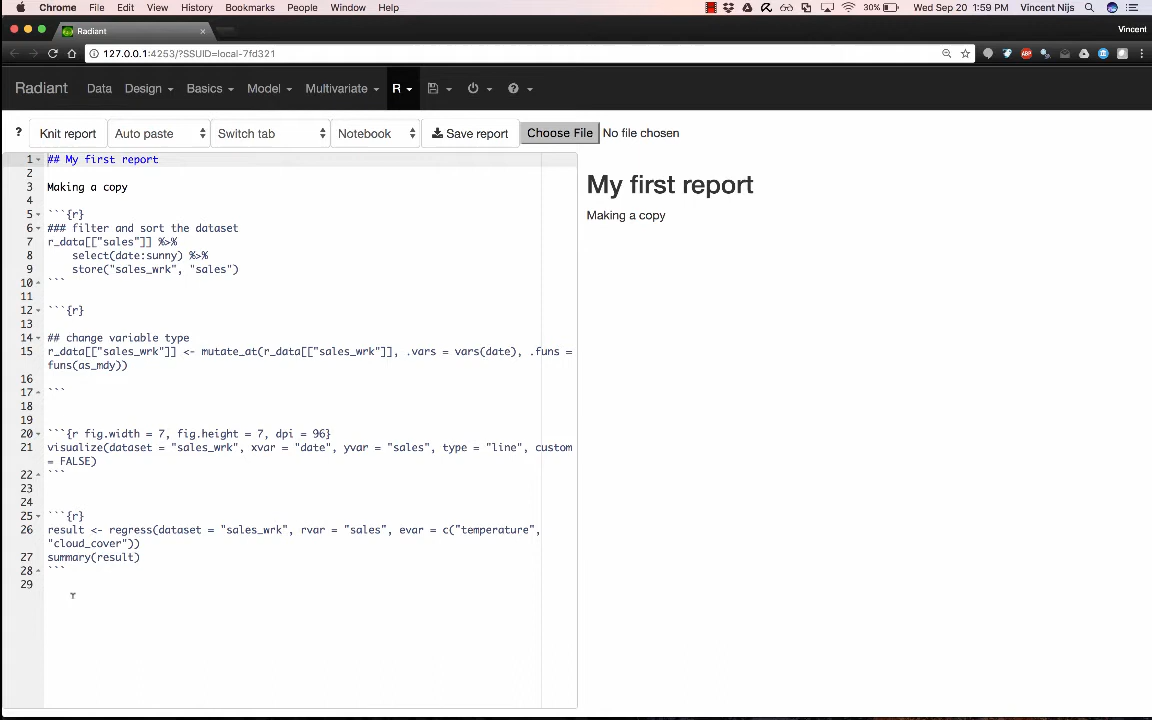 Chrome File Edit View History Bookmarks People Window Help 30% Wed Sep 20 1:59 PM Vincent Nijs
Radiant × Vincent
127.0.0.1:4253/?SSUID=local-7fd321 ABP
Radiant Data Design Basics Model Multivariate R ?
? Knit report Auto paste Switch tab Notebook Save report Choose File No file chosen
1 ## My first report
2
3 Making a copy
4
5 ```{r}
6 ### filter and sort the dataset
7 r_data[["sales"]] %>%
8 select(date:sunny) %>%
9 store("sales_wrk", "sales")
10 ```
11
12 ```{r}
13
14 ## change variable type
15 r_data[["sales_wrk"]] <- mutate_at(r_data[["sales_wrk"]], .vars = vars(date), .funs =
funs(as_mdy))
16
17 ```
18
19
20 ```{r fig.width = 7, fig.height = 7, dpi = 96}
21 visualize(dataset = "sales_wrk", xvar = "date", yvar = "sales", type = "line", custom
= FALSE)
22 ```
23
24
25 ```{r}
26 result <- regress(dataset = "sales_wrk", rvar = "sales", evar = c("temperature",
"cloud_cover"))
27 summary(result)
28 ```
29
My first report
Making a copy